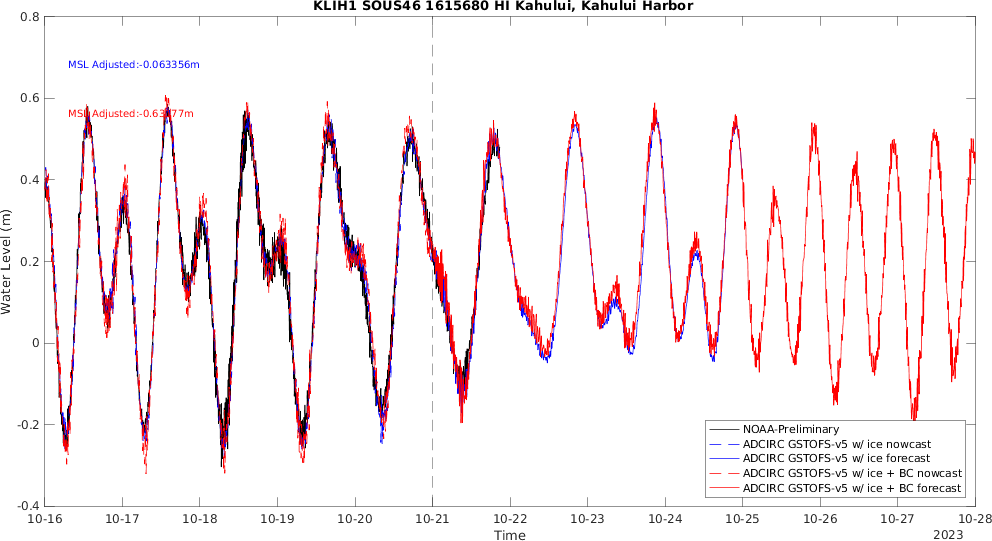 KLIH1 SOUS46 1615680 HI Kahului, Kahului Harbor
MSL Adjusted:-0.063356m
MSL
0.8
0.6
0.4
0.2
0
-0.2
-0.4
Water Level (m)
NOAA-Preliminary
ADCIRC GSTOFS-v5 w/ ice nowcast
ADCIRC GSTOFS-v5 w/ ice forecast
ADCIRC GSTOFS-v5 w/ ice + BC nowcast
ADCIRC GSTOFS-v5 w/ ice + BC forecast
10-16 10-17 10-18 10-19 10-20 10-21 10-22 10-23 10-24 10-25 10-26 10-27 10-28
Time
2023